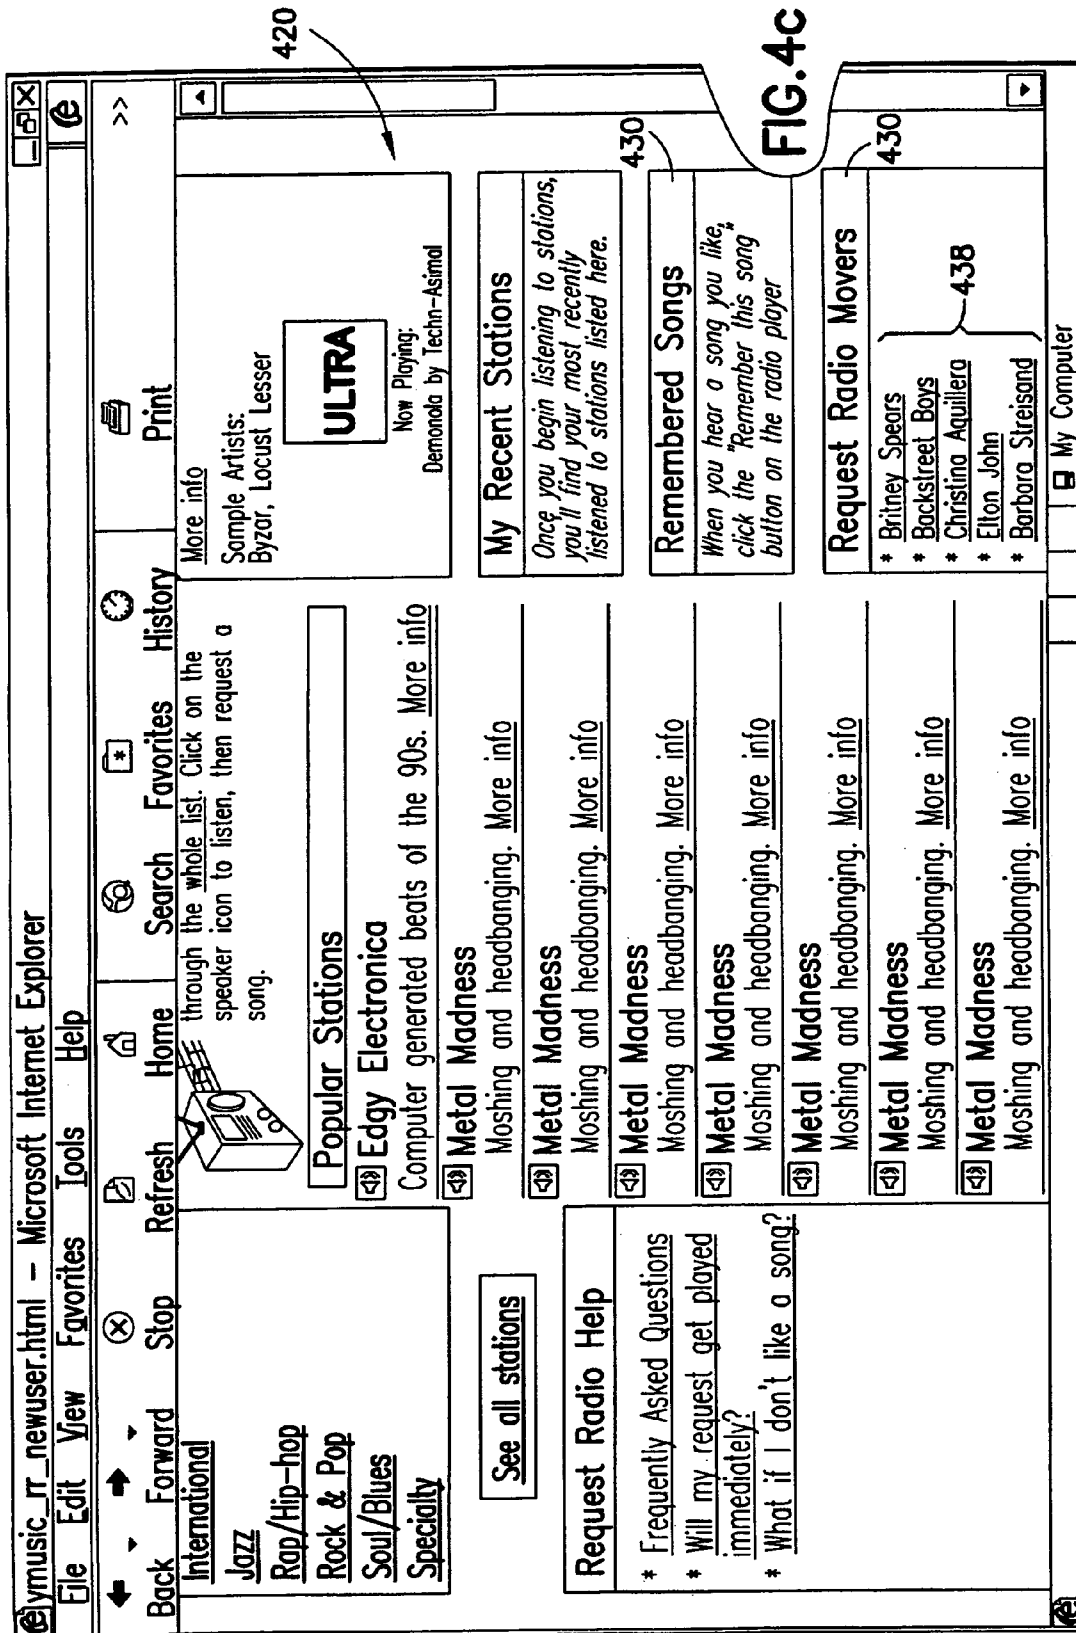 ymusic_rr_newuser.html — Microsoft Internet Explorer
File Edit View Favorites Tools Help
Back Forward Stop Refresh Home Search Favorites History Print
>>
International
Jazz
Rap/Hip-hop
Rock & Pop
Soul/Blues
Specialty
See all stations
Request Radio Help
* Frequently Asked Questions
* Will my request get played
immediately?
* What if I don't like a song?
through the whole list. Click on the
speaker icon to listen, then request a
song.
Popular Stations
Edgy Electronica
Computer generated beats of the 90s. More info
Metal Madness
Moshing and headbanging. More info
Metal Madness
Moshing and headbanging. More info
Metal Madness
Moshing and headbanging. More info
Metal Madness
Moshing and headbanging. More info
Metal Madness
Moshing and headbanging. More info
Metal Madness
Moshing and headbanging. More info
Metal Madness
Moshing and headbanging. More info
More info
Sample Artists:
Byzar, Locust Lesser
ULTRA
Now Playing:
Demonola by Techn-Asimal
My Recent Stations
Once you begin listening to stations,
you'll find your most recently
listened to stations listed here.
Remembered Songs
When you hear a song you like,
click the "Remember this song"
button on the radio player
Request Radio Movers
* Britney Spears
* Backstreet Boys
* Christina Aquillera
* Elton John
* Barbara Streisand
My Computer
420
430
430
438
FIG.4c